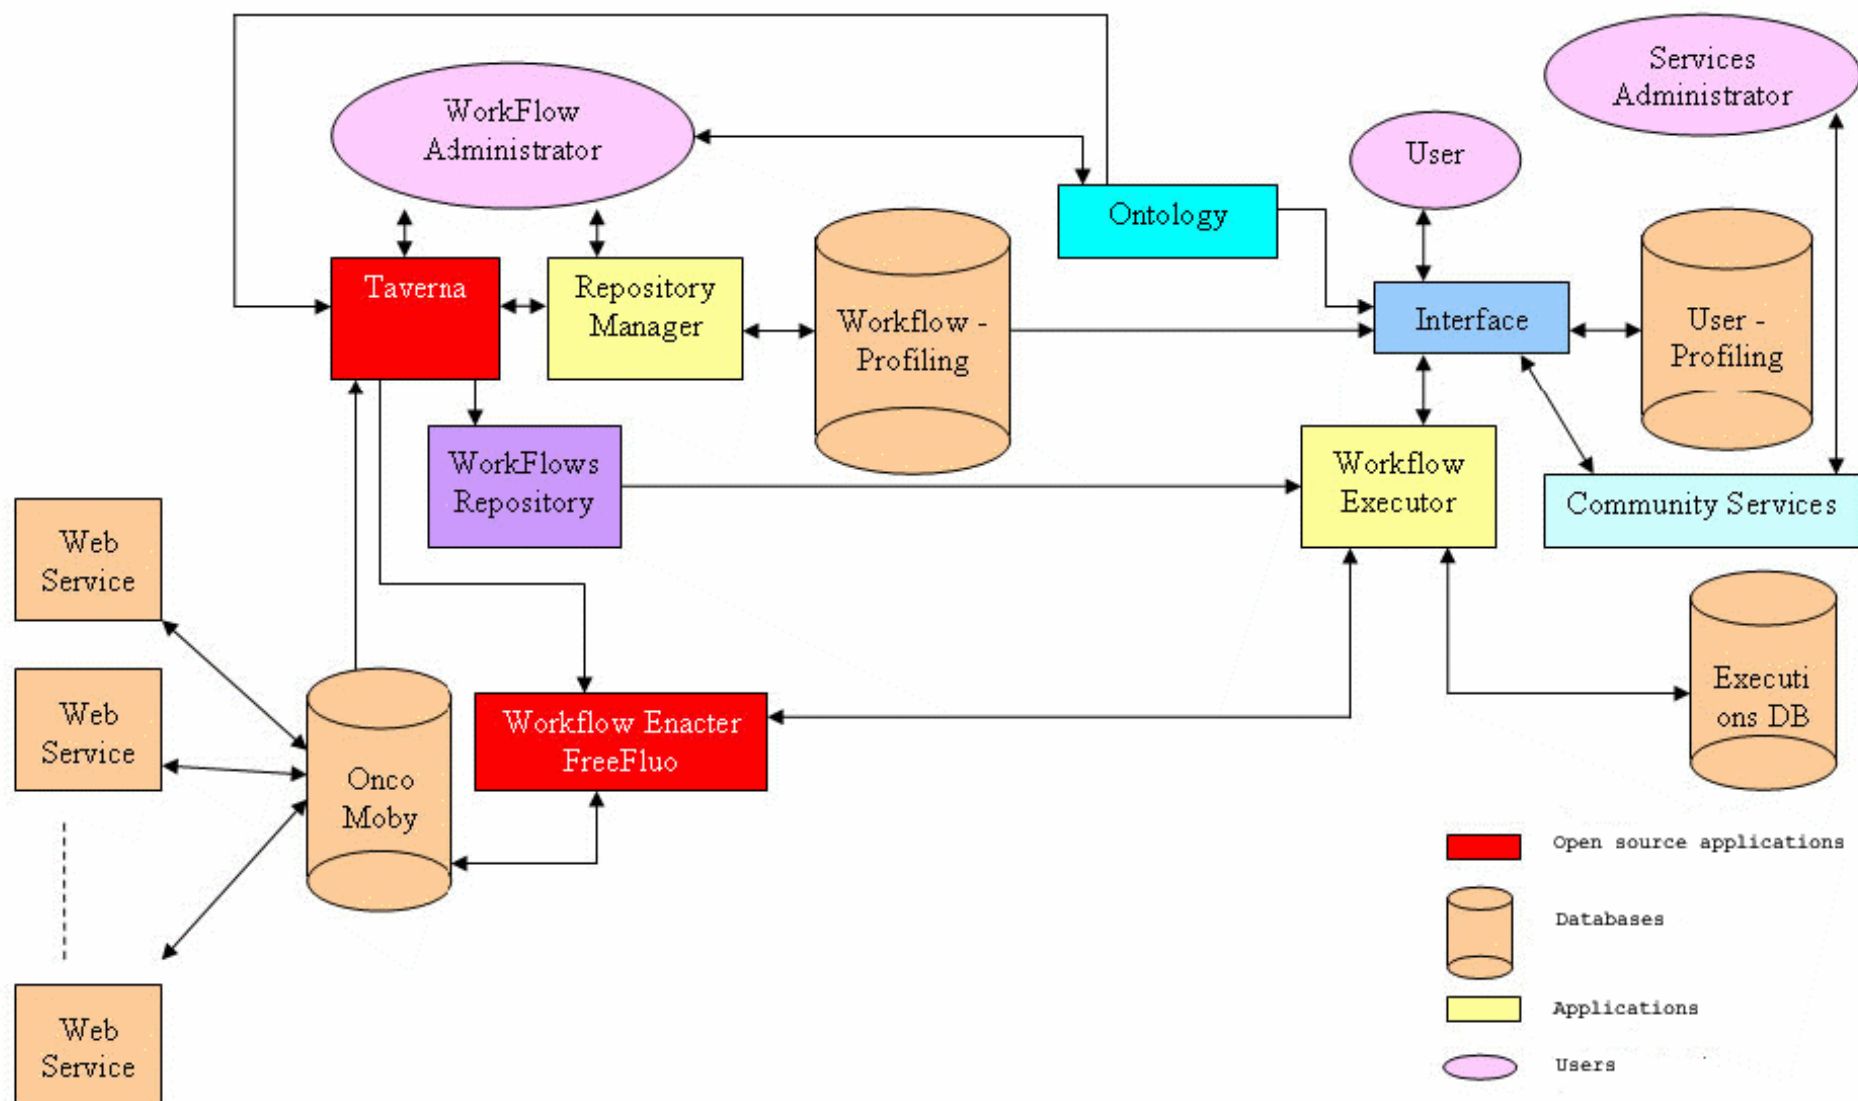 WorkFlow
Administrator
Services
Administrator
User
Ontology
Taverna
Repository
Manager
Workflow -
Profiling
Interface
User -
Profiling
WorkFlows
Repository
Workflow
Executor
Community Services
Web
Service
Web
Service
Onco
Moby
Workflow Enacter
FreeFluo
Executi
ons DB
Web
Service
Open source applications
Databases
Applications
Users